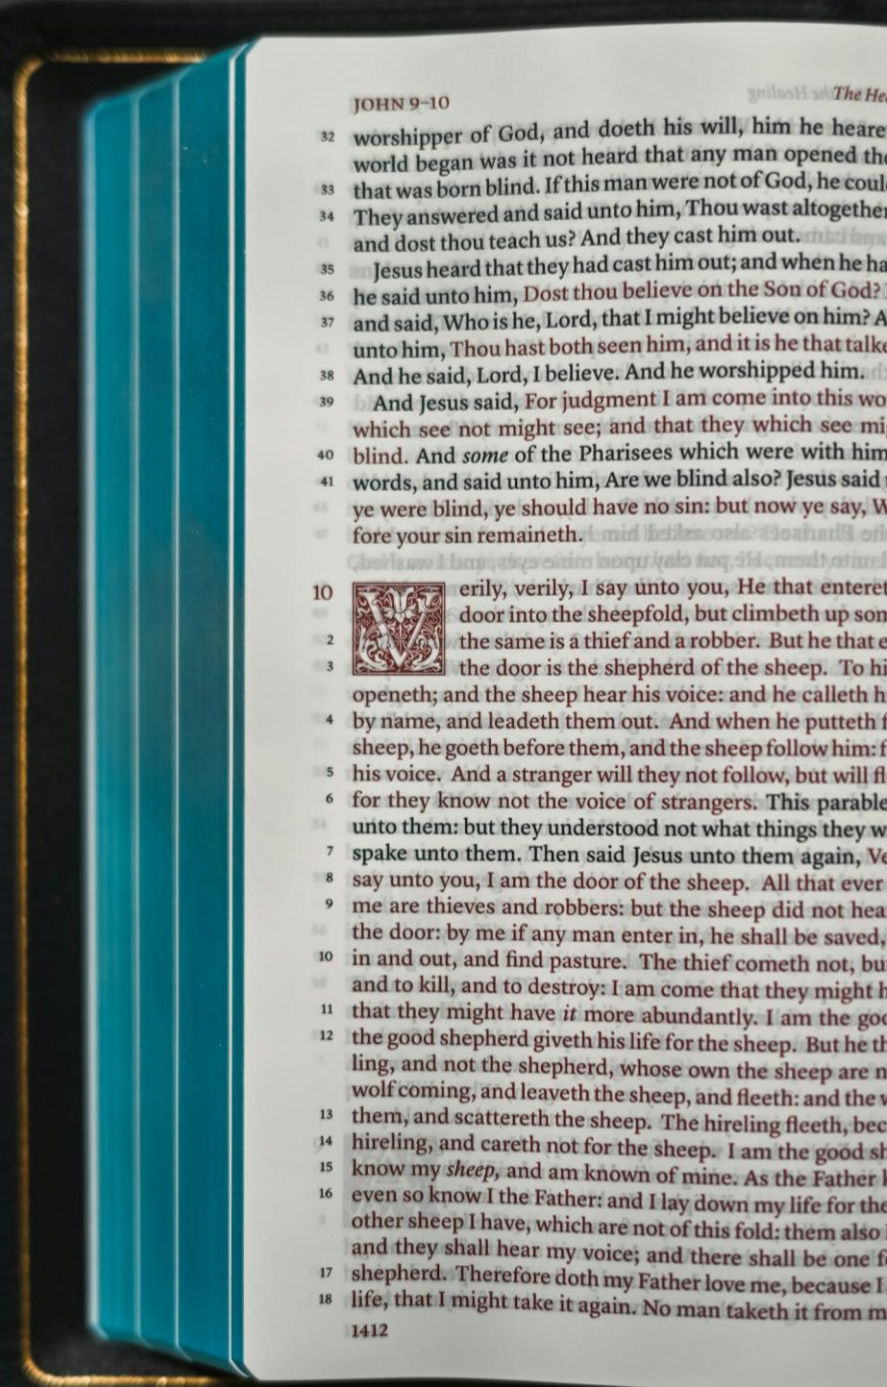 JOHN 9–10
The He
32 worshipper of God, and doeth his will, him he heare
world began was it not heard that any man opened the
33 that was born blind. If this man were not of God, he coul
34 They answered and said unto him, Thou wast altogether
and dost thou teach us? And they cast him out.
35 Jesus heard that they had cast him out; and when he ha
36 he said unto him, Dost thou believe on the Son of God?
37 and said, Who is he, Lord, that I might believe on him? A
unto him, Thou hast both seen him, and it is he that talke
38 And he said, Lord, I believe. And he worshipped him.
39 And Jesus said, For judgment I am come into this wo
which see not might see; and that they which see mi
40 blind. And some of the Pharisees which were with him
41 words, and said unto him, Are we blind also? Jesus said
ye were blind, ye should have no sin: but now ye say, W
fore your sin remaineth.
10 Verily, verily, I say unto you, He that enteret
door into the sheepfold, but climbeth up som
2 the same is a thief and a robber. But he that e
3 the door is the shepherd of the sheep. To hi
openeth; and the sheep hear his voice: and he calleth h
4 by name, and leadeth them out. And when he putteth f
sheep, he goeth before them, and the sheep follow him: f
5 his voice. And a stranger will they not follow, but will fl
6 for they know not the voice of strangers. This parable
unto them: but they understood not what things they w
7 spake unto them. Then said Jesus unto them again, Ve
8 say unto you, I am the door of the sheep. All that ever
9 me are thieves and robbers: but the sheep did not hea
the door: by me if any man enter in, he shall be saved,
10 in and out, and find pasture. The thief cometh not, bu
and to kill, and to destroy: I am come that they might h
11 that they might have it more abundantly. I am the goo
12 the good shepherd giveth his life for the sheep. But he th
ling, and not the shepherd, whose own the sheep are n
wolf coming, and leaveth the sheep, and fleeth: and the w
13 them, and scattereth the sheep. The hireling fleeth, bec
14 hireling, and careth not for the sheep. I am the good sh
15 know my sheep, and am known of mine. As the Father k
16 even so know I the Father: and I lay down my life for the
other sheep I have, which are not of this fold: them also
and they shall hear my voice; and there shall be one fo
17 shepherd. Therefore doth my Father love me, because I
18 life, that I might take it again. No man taketh it from m
1412